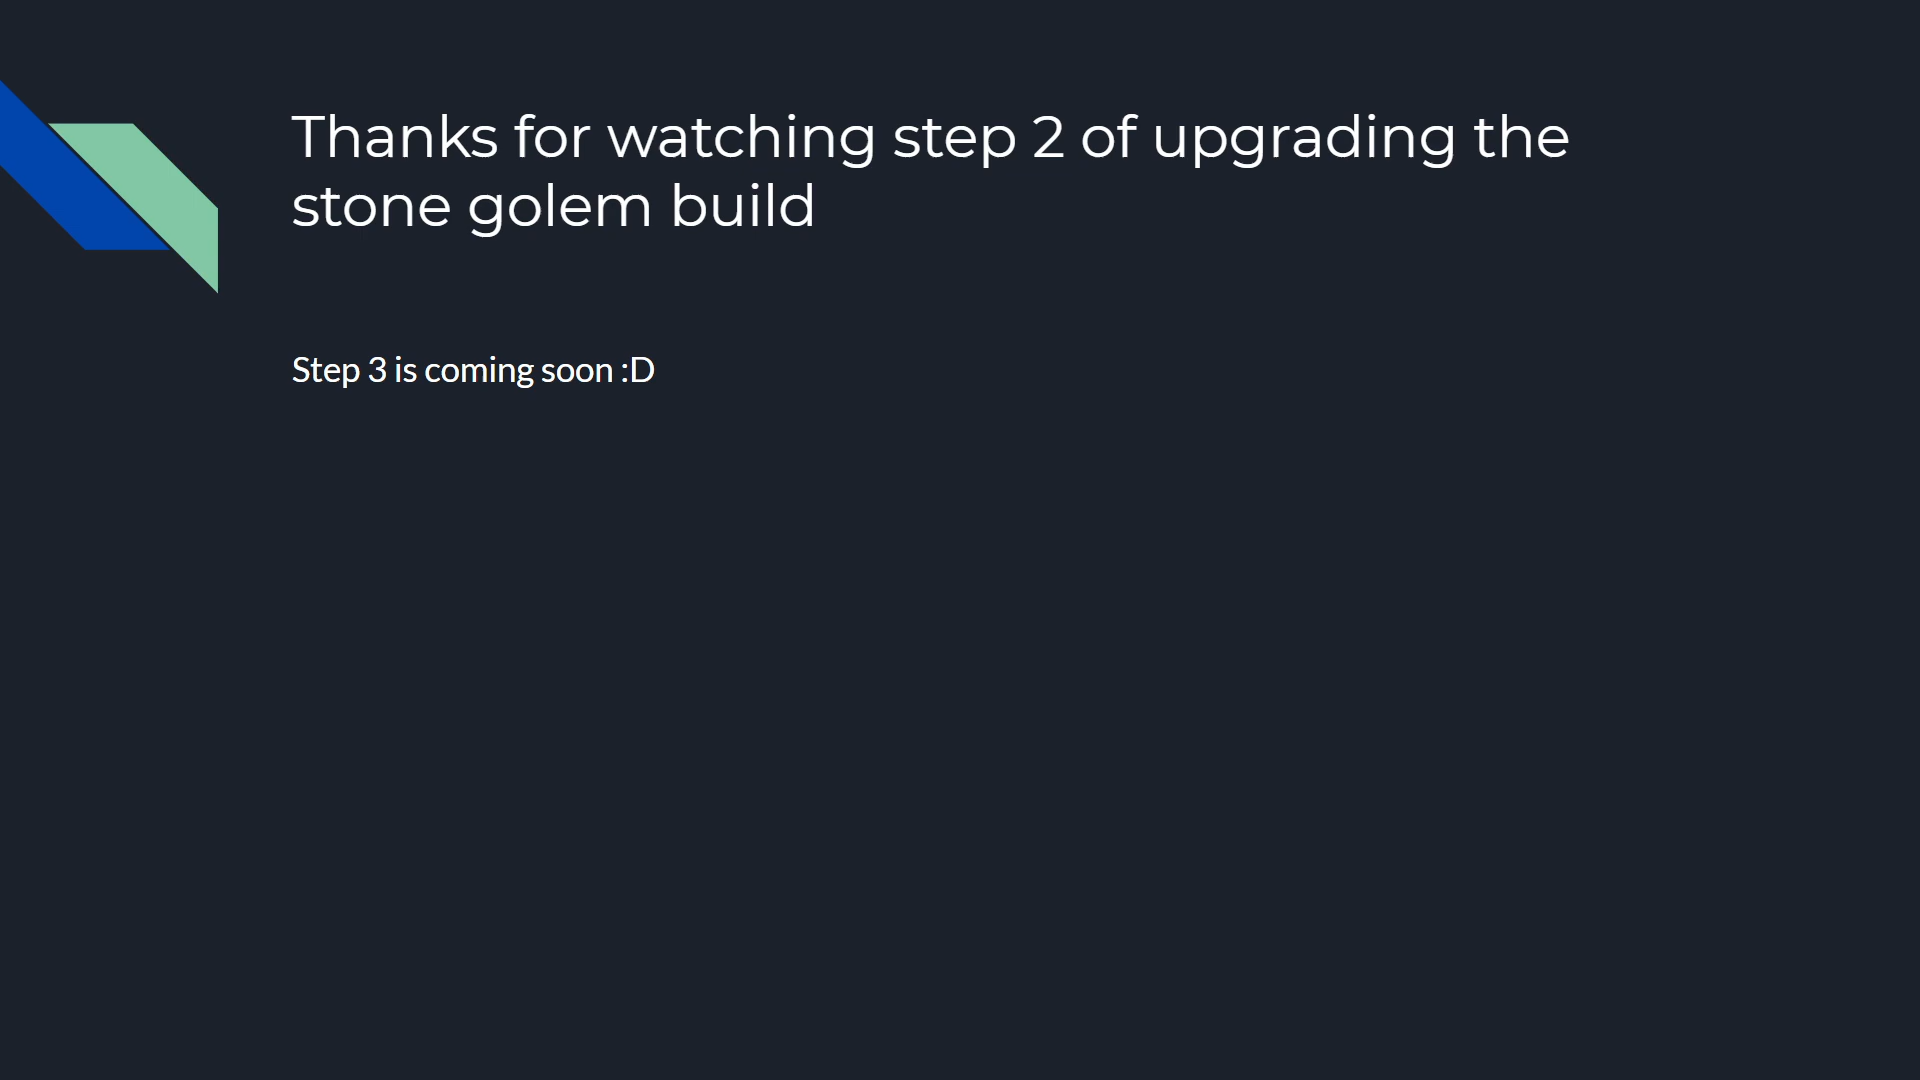 Thanks for watching step 2 of upgrading the
stone golem build
Step 3 is coming soon :D